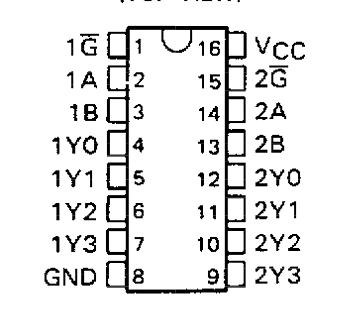 1G̅ 1 16 VCC
1A 2 15 2G̅
1B 3 14 2A
1Y0 4 13 2B
1Y1 5 12 2Y0
1Y2 6 11 2Y1
1Y3 7 10 2Y2
GND 8 9 2Y3